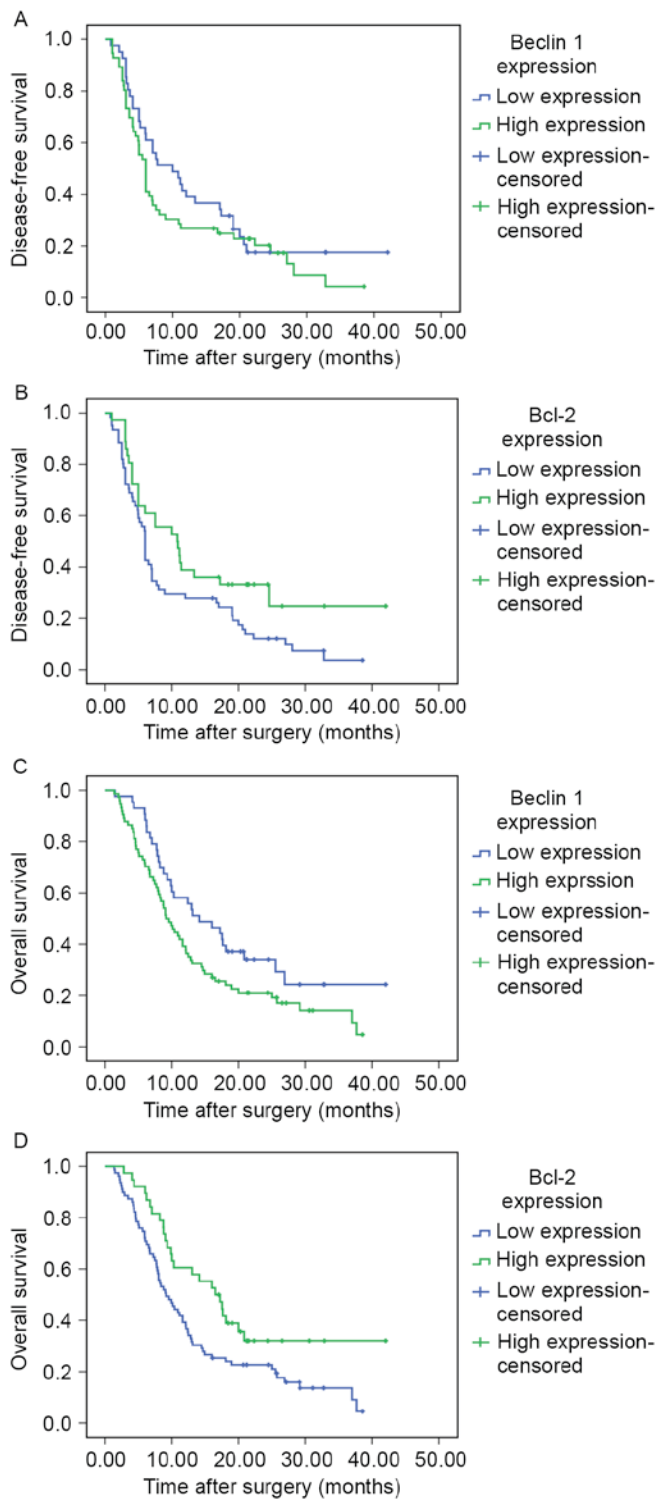 A
Disease-free survival
1.0
0.8
0.6
0.4
0.2
0.0
0.00 10.00 20.00 30.00 40.00 50.00
Time after surgery (months)
Beclin 1
expression
Low expression
High expression
Low expression-
censored
High expression-
censored
B
Disease-free survival
1.0
0.8
0.6
0.4
0.2
0.0
0.00 10.00 20.00 30.00 40.00 50.00
Time after surgery (months)
Bcl-2
expression
Low expression
High expression
Low expression-
censored
High expression-
censored
C
Overall survival
1.0
0.8
0.6
0.4
0.2
0.0
0.00 10.00 20.00 30.00 40.00 50.00
Time after surgery (months)
Beclin 1
expression
Low expression
High exprssion
Low expression-
censored
High expression-
censored
D
Overall survival
1.0
0.8
0.6
0.4
0.2
0.0
0.00 10.00 20.00 30.00 40.00 50.00
Time after surgery (months)
Bcl-2
expression
Low expression
High expression
Low expression-
censored
High expression-
censored